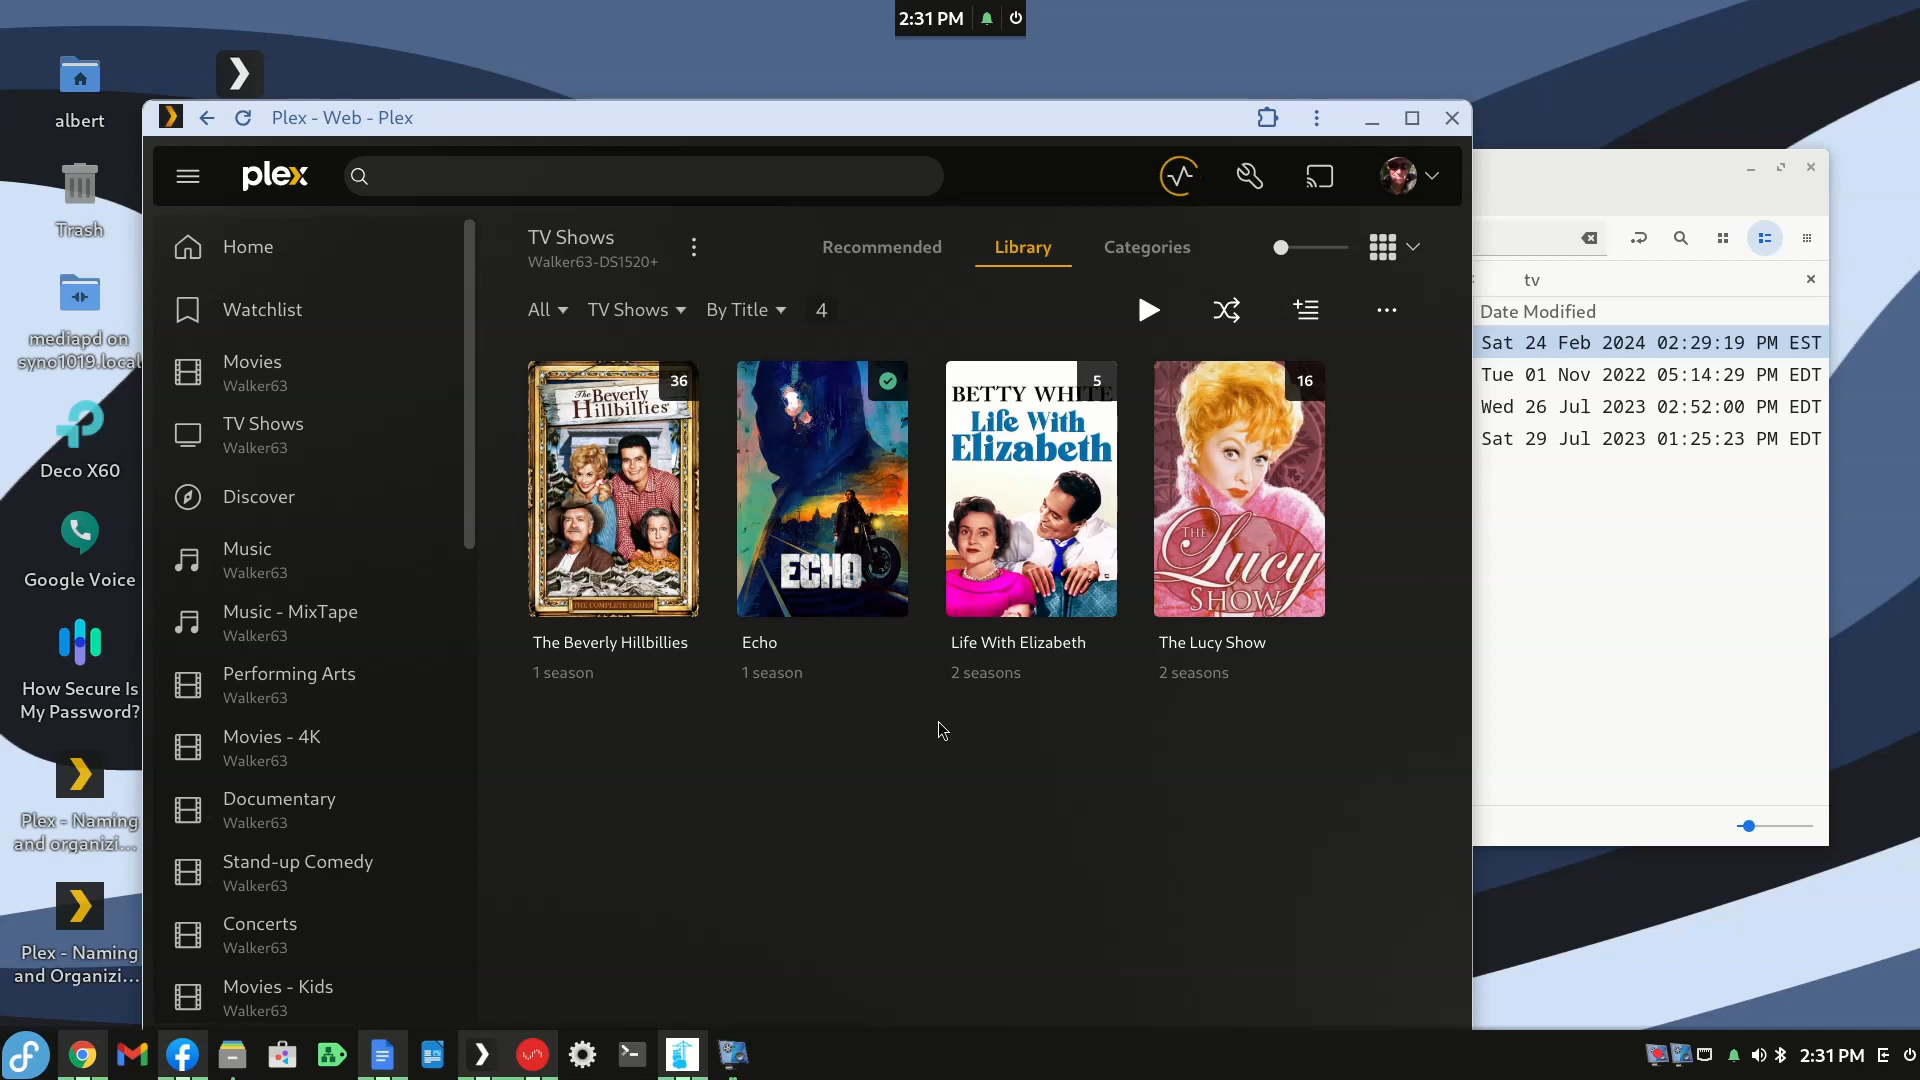 2:31 PM
albert
Trash
mediapd on
syno1019.local
Deco X60
Google Voice
How Secure Is
My Password?
Plex - Naming
and organizi...
Plex - Naming
and Organizi...
Plex - Web - Plex
plex
Home
Watchlist
Movies
Walker63
TV Shows
Walker63
Discover
Music
Walker63
Music - MixTape
Walker63
Performing Arts
Walker63
Movies - 4K
Walker63
Documentary
Walker63
Stand-up Comedy
Walker63
Concerts
Walker63
Movies - Kids
Walker63
TV Shows
Walker63-DS1520+
Recommended
Library
Categories
All
TV Shows
By Title
4
36
The Beverly
Hillbillies
THE COMPLETE SERIES
The Beverly Hillbillies
1 season
ECHO
Echo
1 season
5
BETTY WHITE
Life With
Elizabeth
Life With Elizabeth
2 seasons
16
THE
Lucy
SHOW
The Lucy Show
2 seasons
tv
Date Modified
Sat 24 Feb 2024 02:29:19 PM EST
Tue 01 Nov 2022 05:14:29 PM EDT
Wed 26 Jul 2023 02:52:00 PM EDT
Sat 29 Jul 2023 01:25:23 PM EDT
2:31 PM